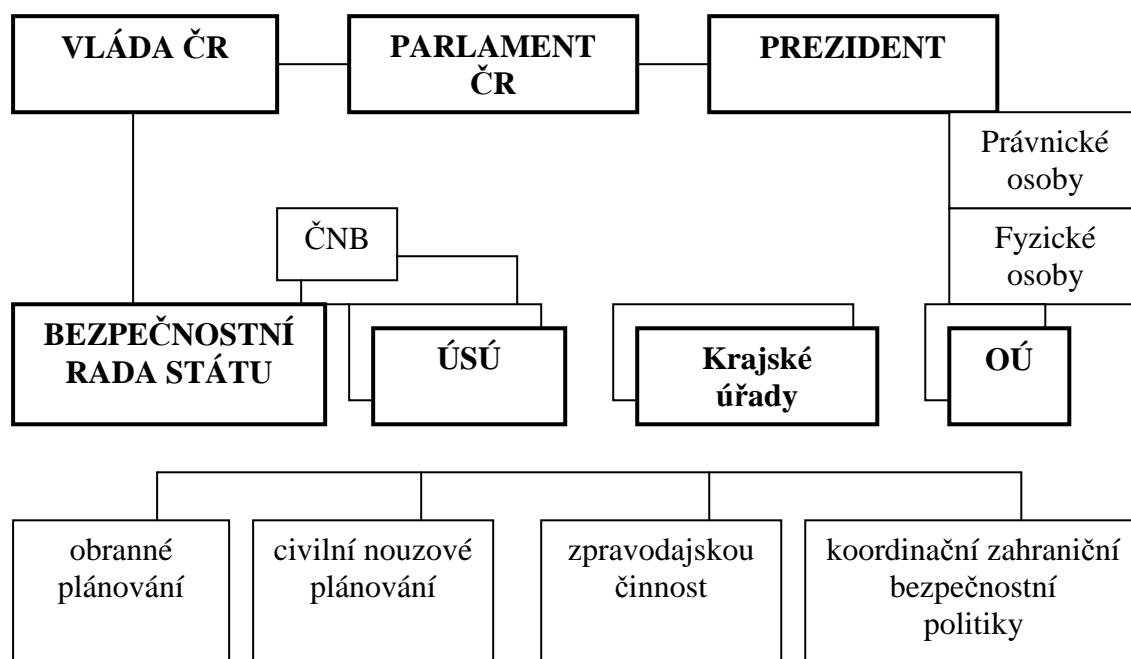 VLÁDA ČR
PARLAMENT
ČR
PREZIDENT
Právnické
osoby
ČNB
Fyzické
osoby
BEZPEČNOSTNÍ
RADA STÁTU
ÚSÚ
Krajské
úřady
OÚ
obranné
plánování
civilní nouzové
plánování
zpravodajskou
činnost
koordinační zahraniční
bezpečnostní
politiky